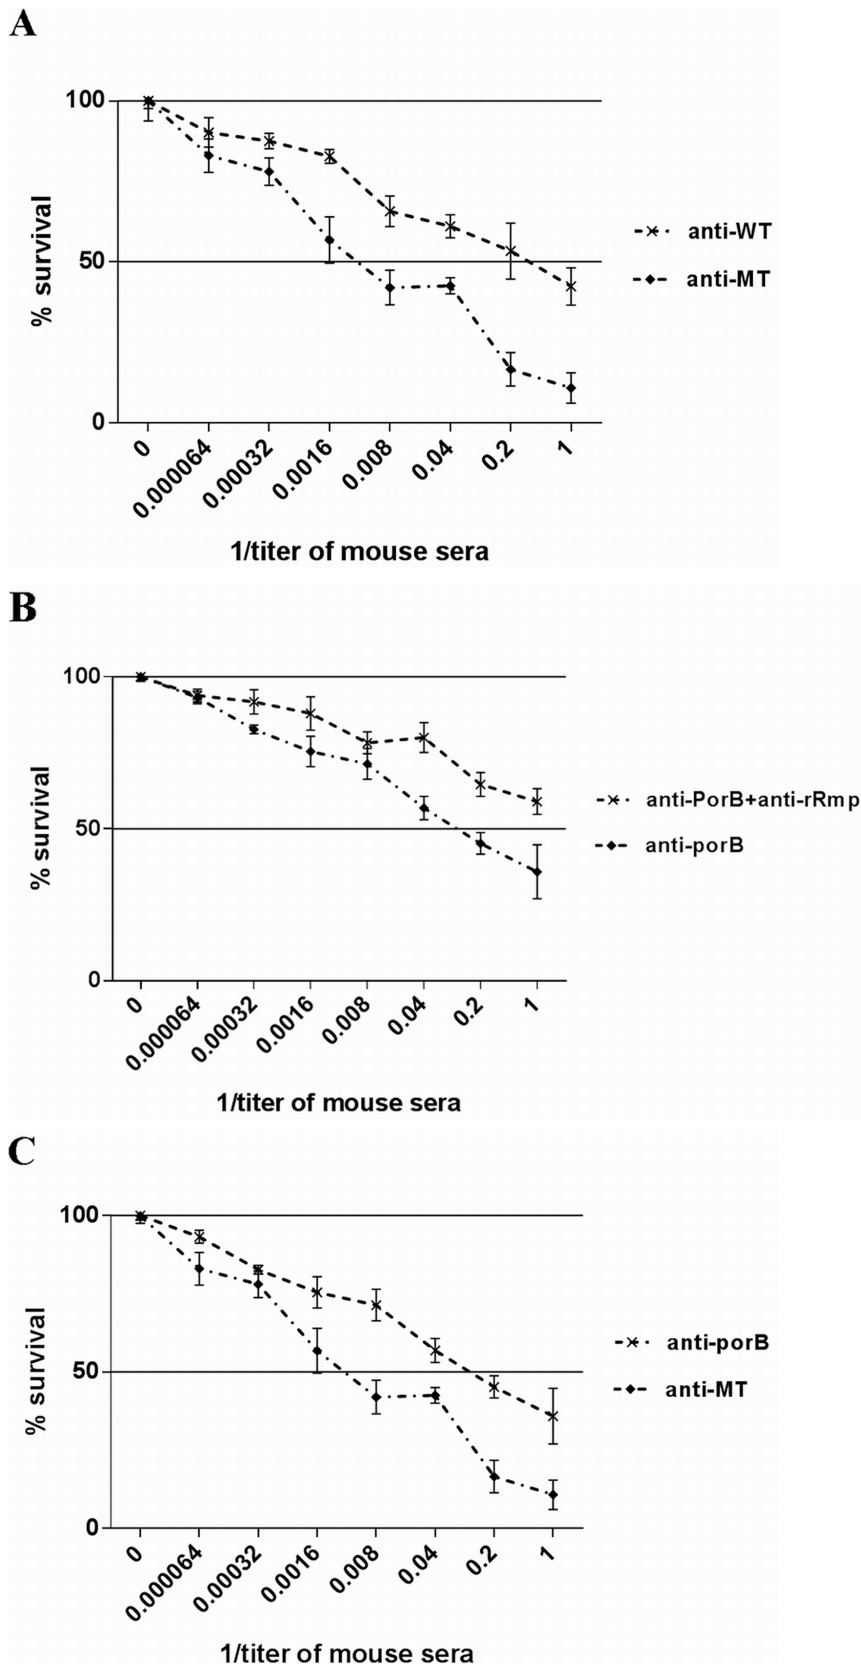 A
100
50
0
% survival
0
0.000064
0.00032
0.0016
0.008
0.04
0.2
1
1/titer of mouse sera
anti-WT
anti-MT
B
100
50
0
% survival
0
0.000064
0.00032
0.0016
0.008
0.04
0.2
1
1/titer of mouse sera
anti-PorB+anti-rRmp
anti-porB
C
100
50
0
% survival
0
0.000064
0.00032
0.0016
0.008
0.04
0.2
1
1/titer of mouse sera
anti-porB
anti-MT